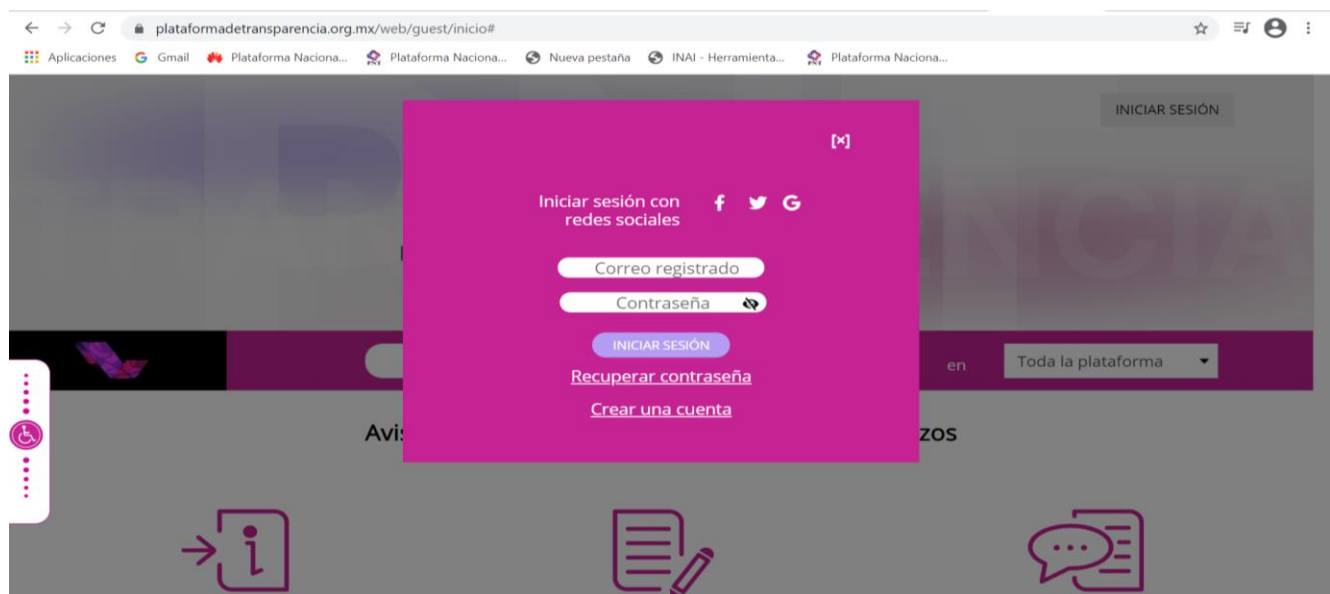 plataformadetransparencia.org.mx/web/guest/inicio#
Aplicaciones Gmail Plataforma Naciona... PNT Plataforma Naciona... Nueva pestaña INAI - Herramienta... PNT Plataforma Naciona...
INICIAR SESIÓN
[×]
Iniciar sesión con
redes sociales
Correo registrado
Contraseña
INICIAR SESIÓN
en Toda la plataforma
Recuperar contraseña
Crear una cuenta